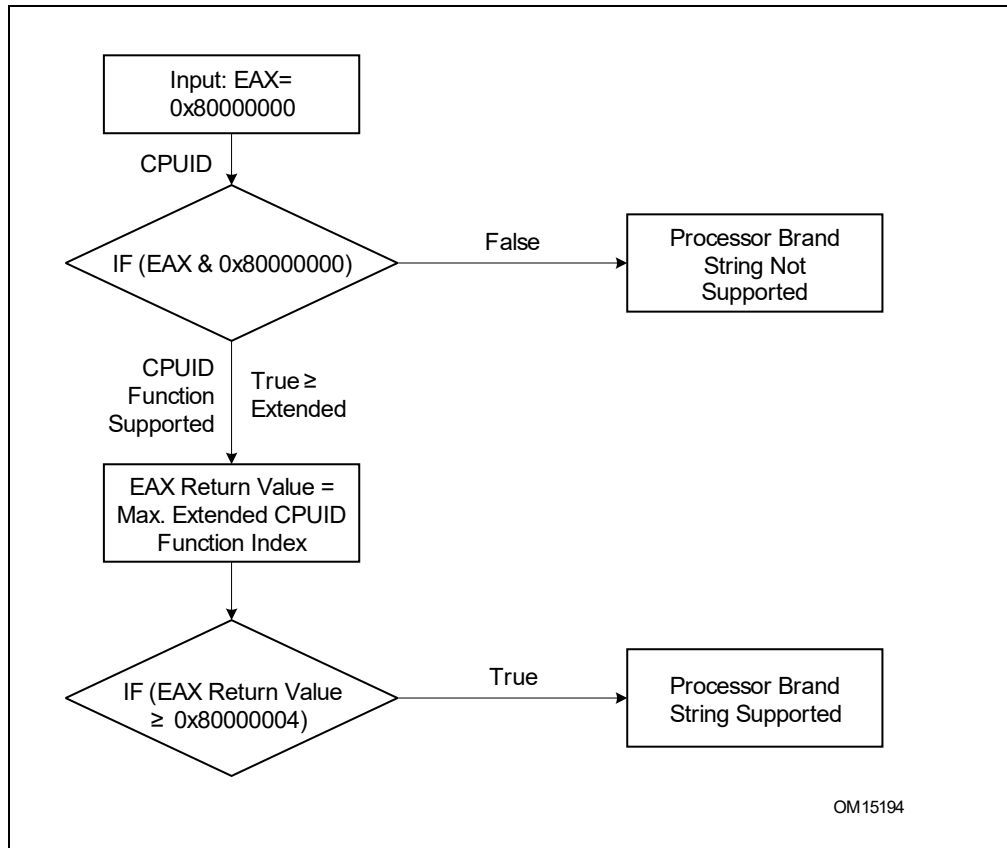 Input: EAX=
0x80000000
CPUID
IF (EAX & 0x80000000)
False
Processor Brand
String Not
Supported
CPUID
Function
Supported
True ≥
Extended
EAX Return Value =
Max. Extended CPUID
Function Index
IF (EAX Return Value
≥ 0x80000004)
True
Processor Brand
String Supported
OM15194